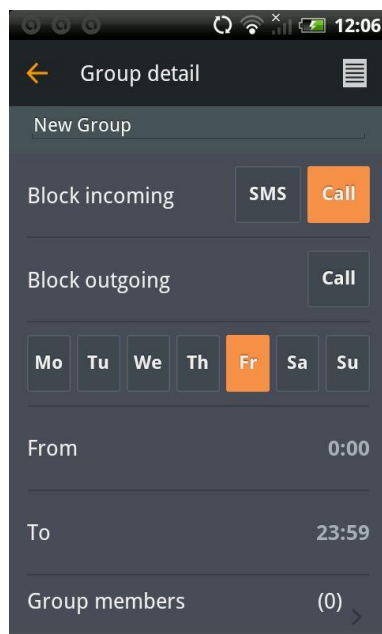 12:06
Group detail
New Group
Block incoming SMS Call
Block outgoing Call
Mo Tu We Th Fr Sa Su
From 0:00
To 23:59
Group members (0)